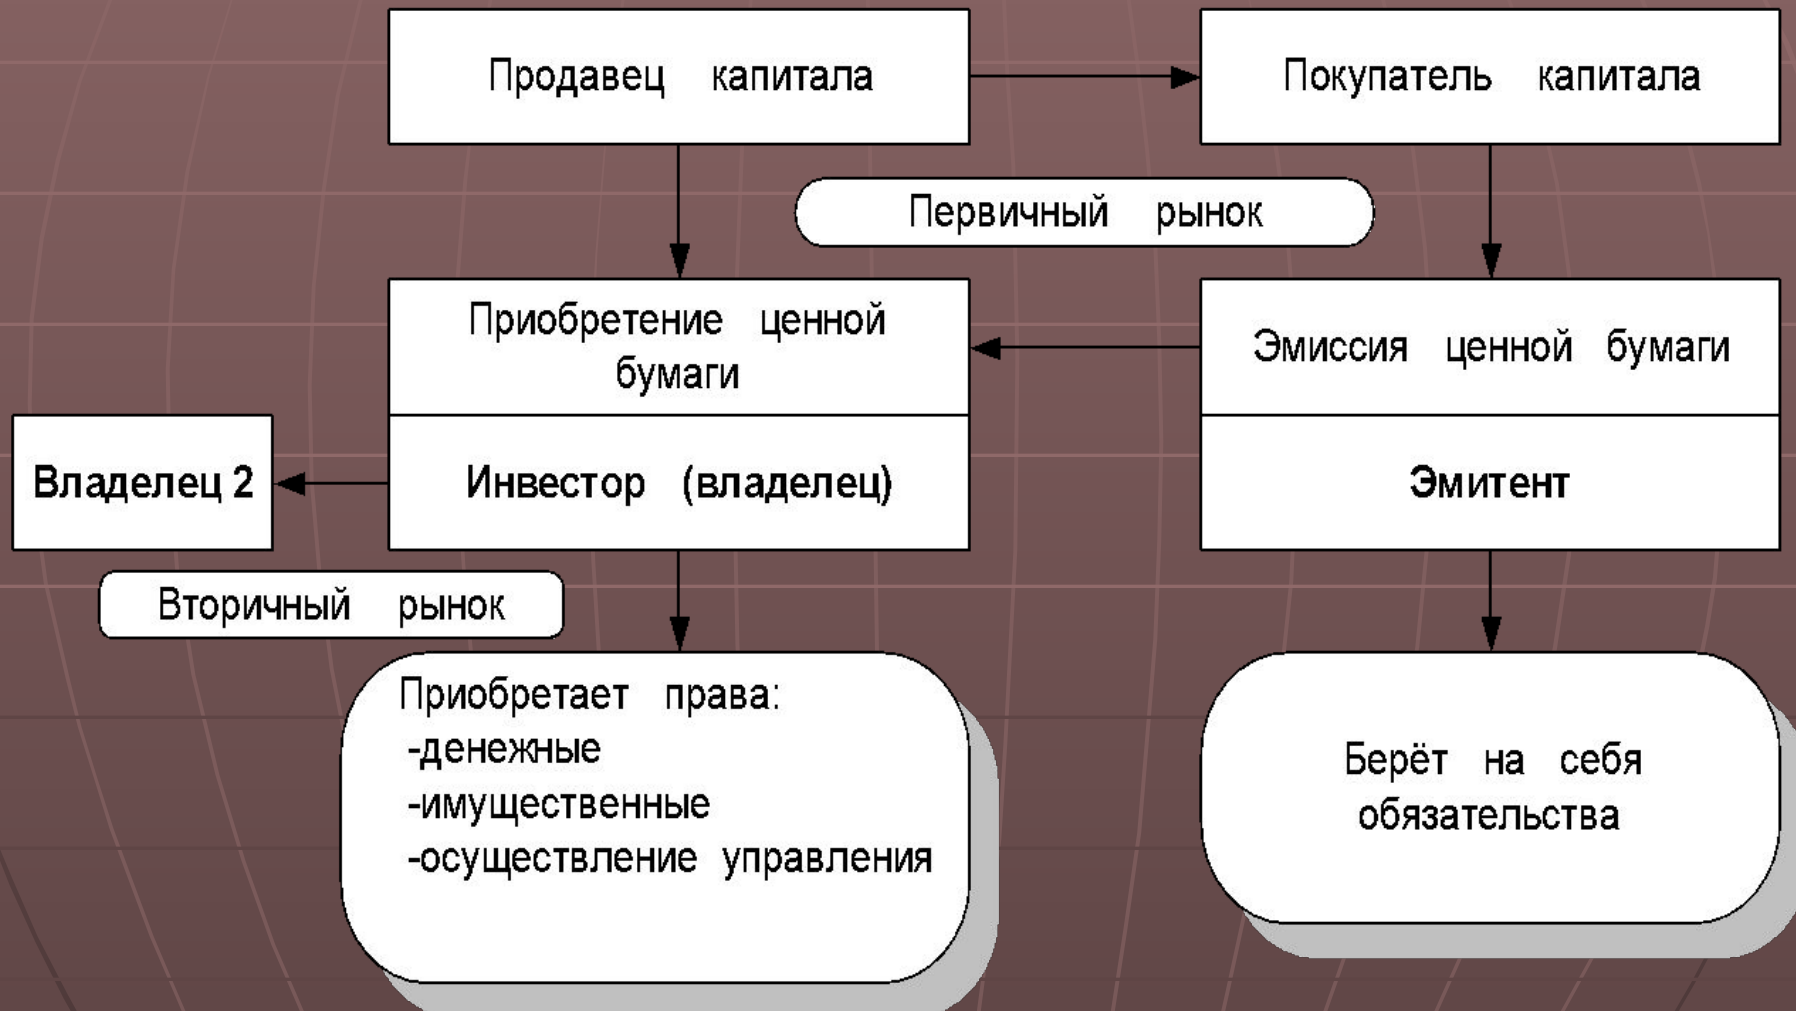 Продавец капитала
Покупатель капитала
Первичный рынок
Приобретение ценной
бумаги
Эмиссия ценной бумаги
Владелец 2
Инвестор (владелец)
Эмитент
Вторичный рынок
Приобретает права:
-денежные
-имущественные
-осуществление управления
Берёт на себя
обязательства